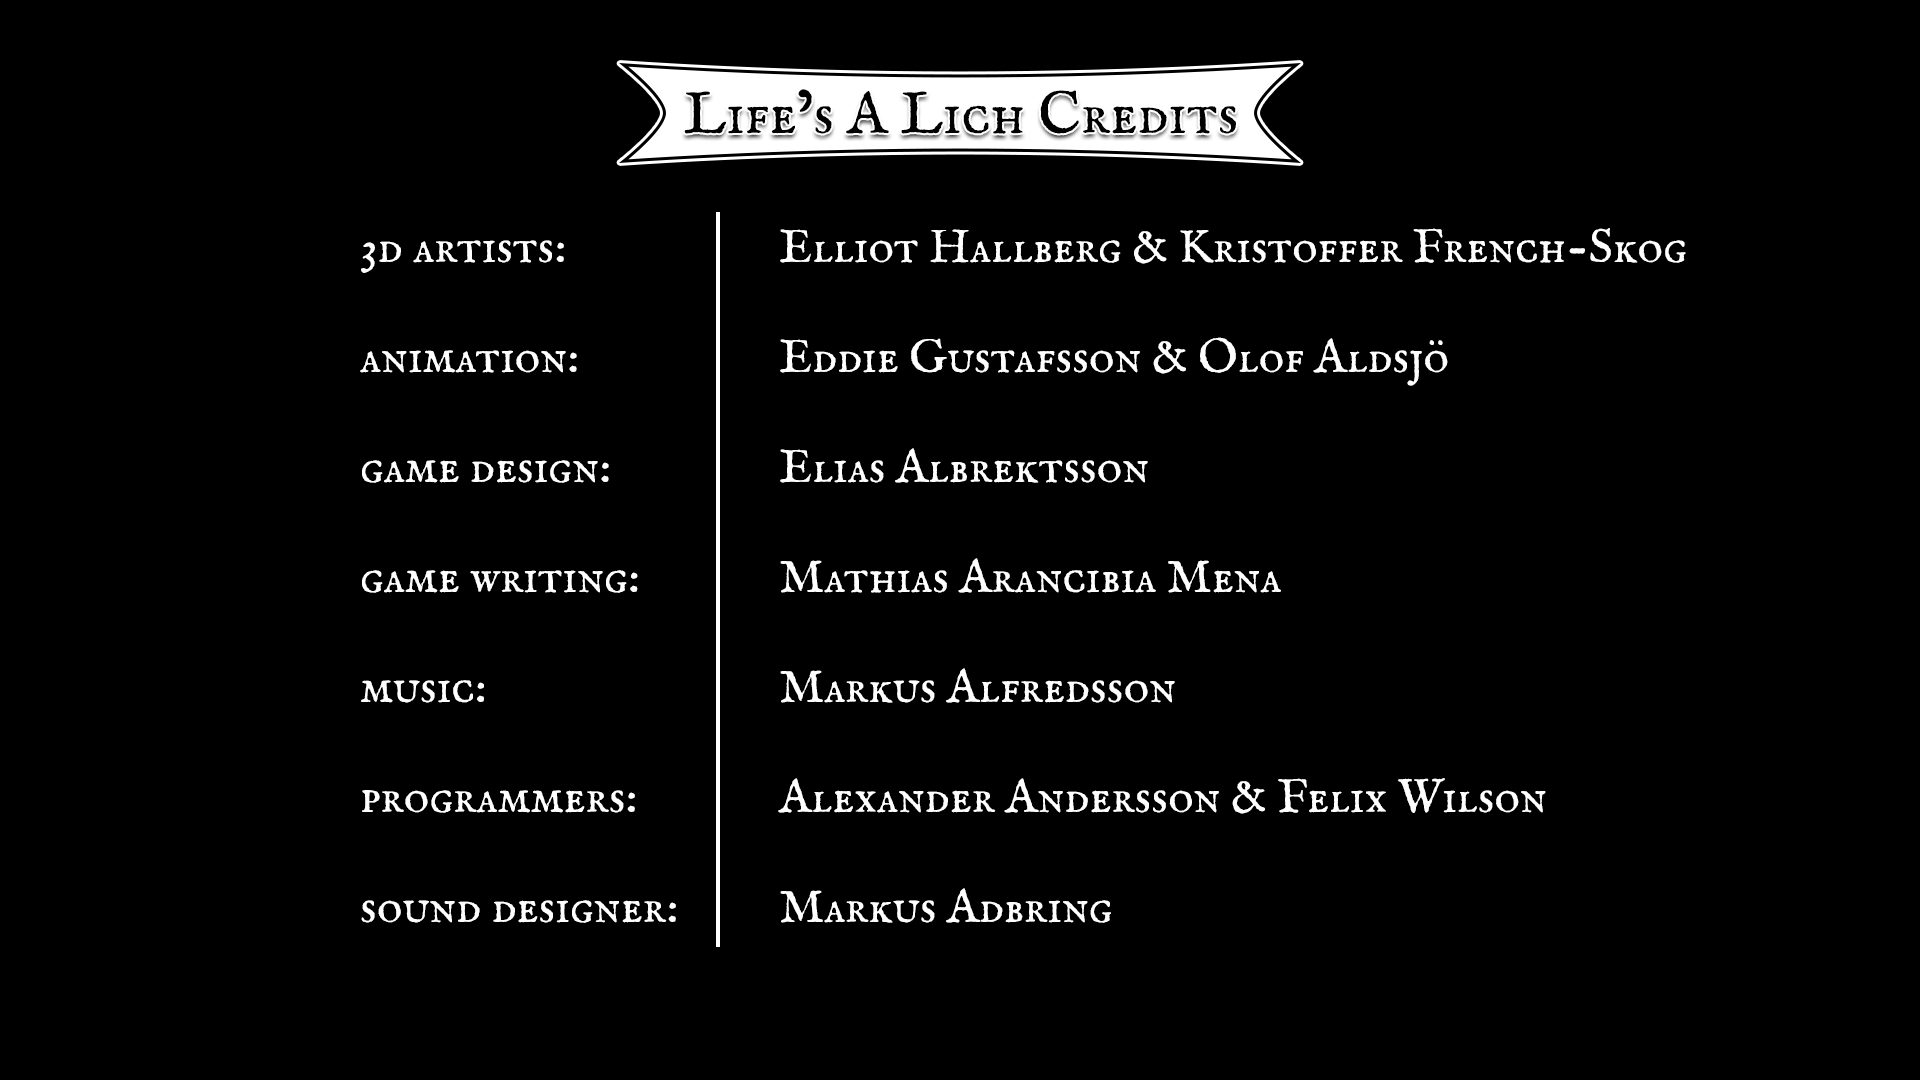 Life's A Lich Credits
3D artists: Elliot Hallberg & Kristoffer French-Skog
animation: Eddie Gustafsson & Olof Aldsjö
game design: Elias Albrektsson
game writing: Mathias Arancibia Mena
music: Markus Alfredsson
programmers: Alexander Andersson & Felix Wilson
sound designer: Markus Adbring